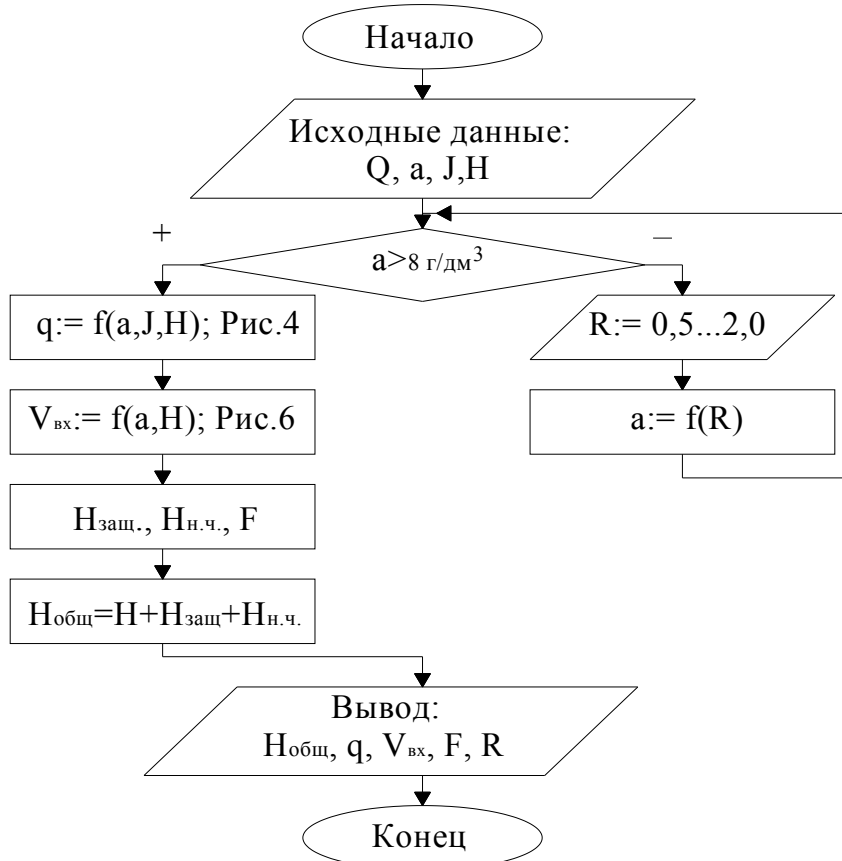 Начало
Исходные данные:
Q, a, J,H
+
–
a>8 г/дм³
q:= f(a,J,H); Рис.4
R:= 0,5...2,0
Vвх:= f(a,H); Рис.6
a:= f(R)
Hзащ., Hн.ч., F
Hобщ=H+Hзащ+Hн.ч.
Вывод:
Hобщ, q, Vвх, F, R
Конец